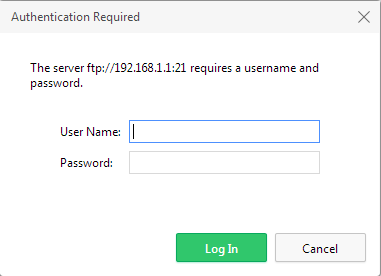 Authentication Required
The server ftp://192.168.1.1:21 requires a username and
password.
User Name:
Password:
Log In
Cancel